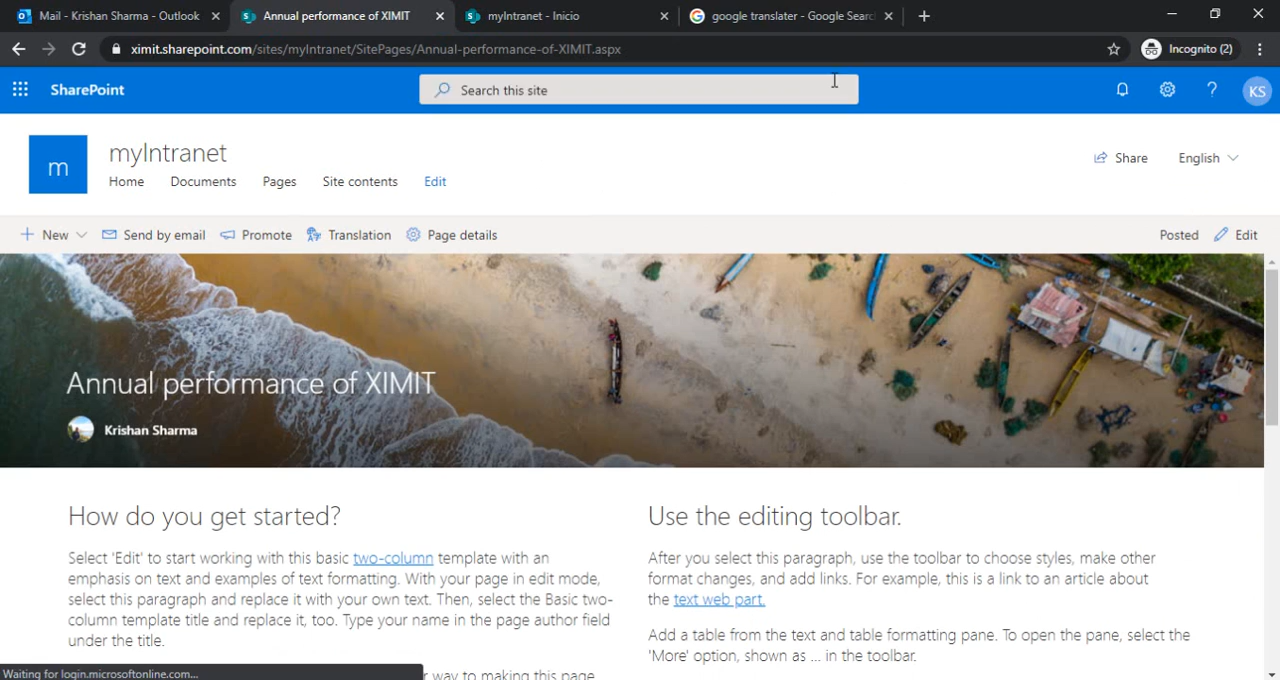 Mail - Krishan Sharma - Outlook
Annual performance of XIMIT
myIntranet - Inicio
google translater - Google Searc
ximit.sharepoint.com/sites/myIntranet/SitePages/Annual-performance-of-XIMIT.aspx
Incognito (2)
SharePoint
Search this site
KS
m
myIntranet
Home Documents Pages Site contents Edit
Share
English
New Send by email Promote Translation Page details
Posted Edit
Annual performance of XIMIT
Krishan Sharma
How do you get started?
Select 'Edit' to start working with this basic two-column template with an
emphasis on text and examples of text formatting. With your page in edit mode,
select this paragraph and replace it with your own text. Then, select the Basic two-
column template title and replace it, too. Type your name in the page author field
under the title.
way to making this page
Use the editing toolbar.
After you select this paragraph, use the toolbar to choose styles, make other
format changes, and add links. For example, this is a link to an article about
the text web part.
Add a table from the text and table formatting pane. To open the pane, select the
'More' option, shown as ... in the toolbar.
Waiting for login.microsoftonline.com...